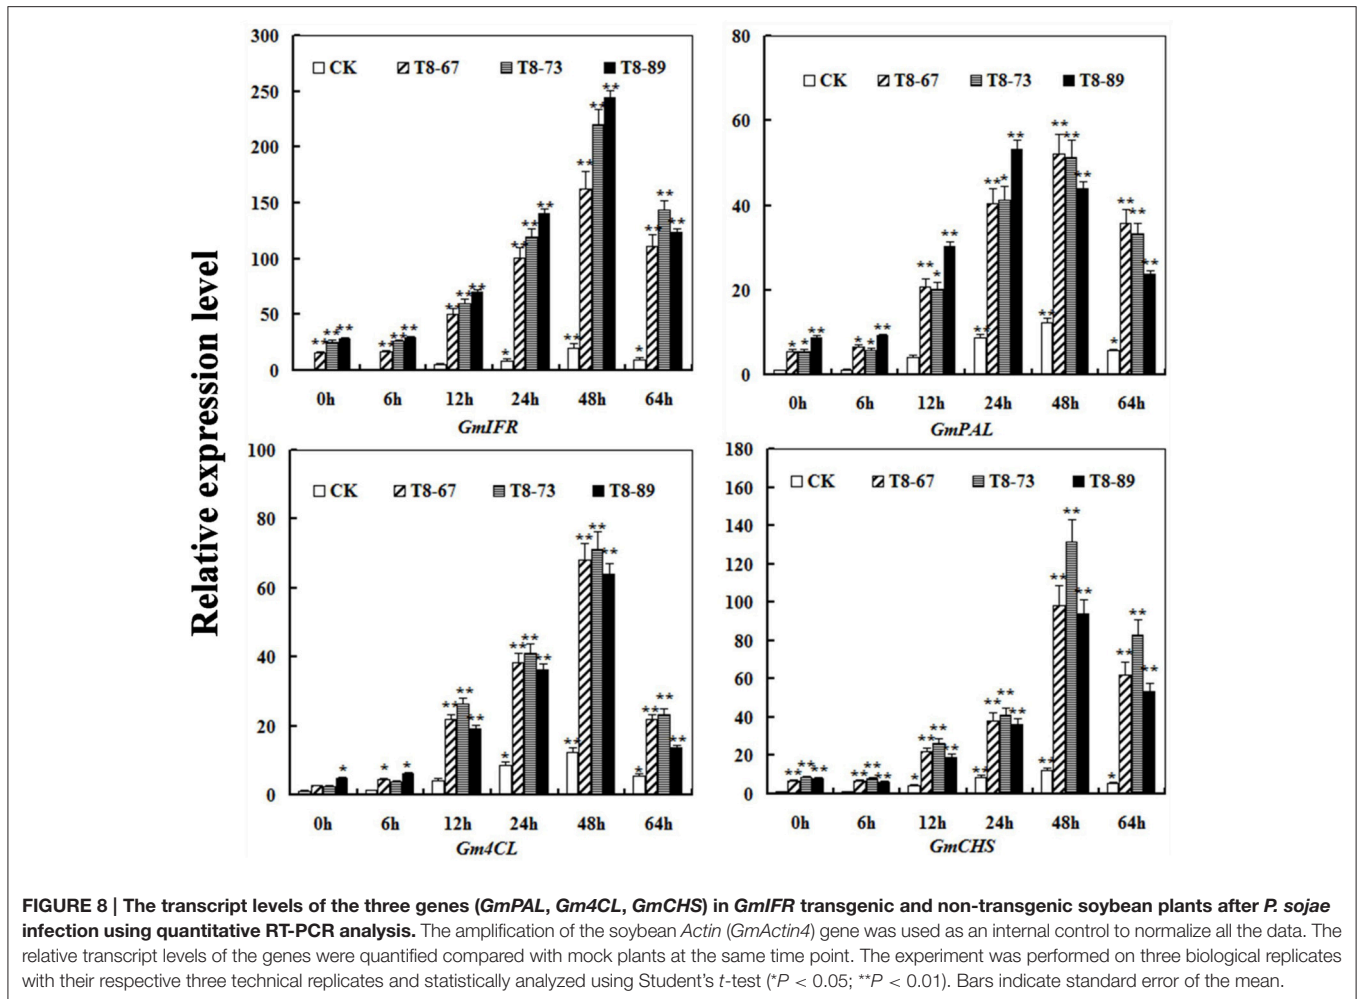 Relative expression level
300
250
200
150
100
50
0
CK T8-67 T8-73 T8-89
** ** ** ** ** ** ** ** ** * ** ** ** ** ** ** * ** ** **
0h 6h 12h 24h 48h 64h
GmIFR
80
60
40
20
0
CK T8-67 T8-73 T8-89
* * ** * * ** ** * ** ** ** * ** ** ** ** ** * ** ** **
0h 6h 12h 24h 48h 64h
GmPAL
100
80
60
40
20
0
CK T8-67 T8-73 T8-89
* * * ** ** ** * ** ** ** ** ** ** ** * ** ** **
0h 6h 12h 24h 48h 64h
Gm4CL
180
160
140
120
100
80
60
40
20
0
CK T8-67 T8-73 T8-89
** ** ** ** ** ** * ** ** ** ** ** ** ** ** ** ** ** * ** ** **
0h 6h 12h 24h 48h 64h
GmCHS
FIGURE 8 | The transcript levels of the three genes (GmPAL, Gm4CL, GmCHS) in GmIFR transgenic and non-transgenic soybean plants after P. sojae
infection using quantitative RT-PCR analysis. The amplification of the soybean Actin (GmActin4) gene was used as an internal control to normalize all the data. The
relative transcript levels of the genes were quantified compared with mock plants at the same time point. The experiment was performed on three biological replicates
with their respective three technical replicates and statistically analyzed using Student's t-test (*P < 0.05; **P < 0.01). Bars indicate standard error of the mean.